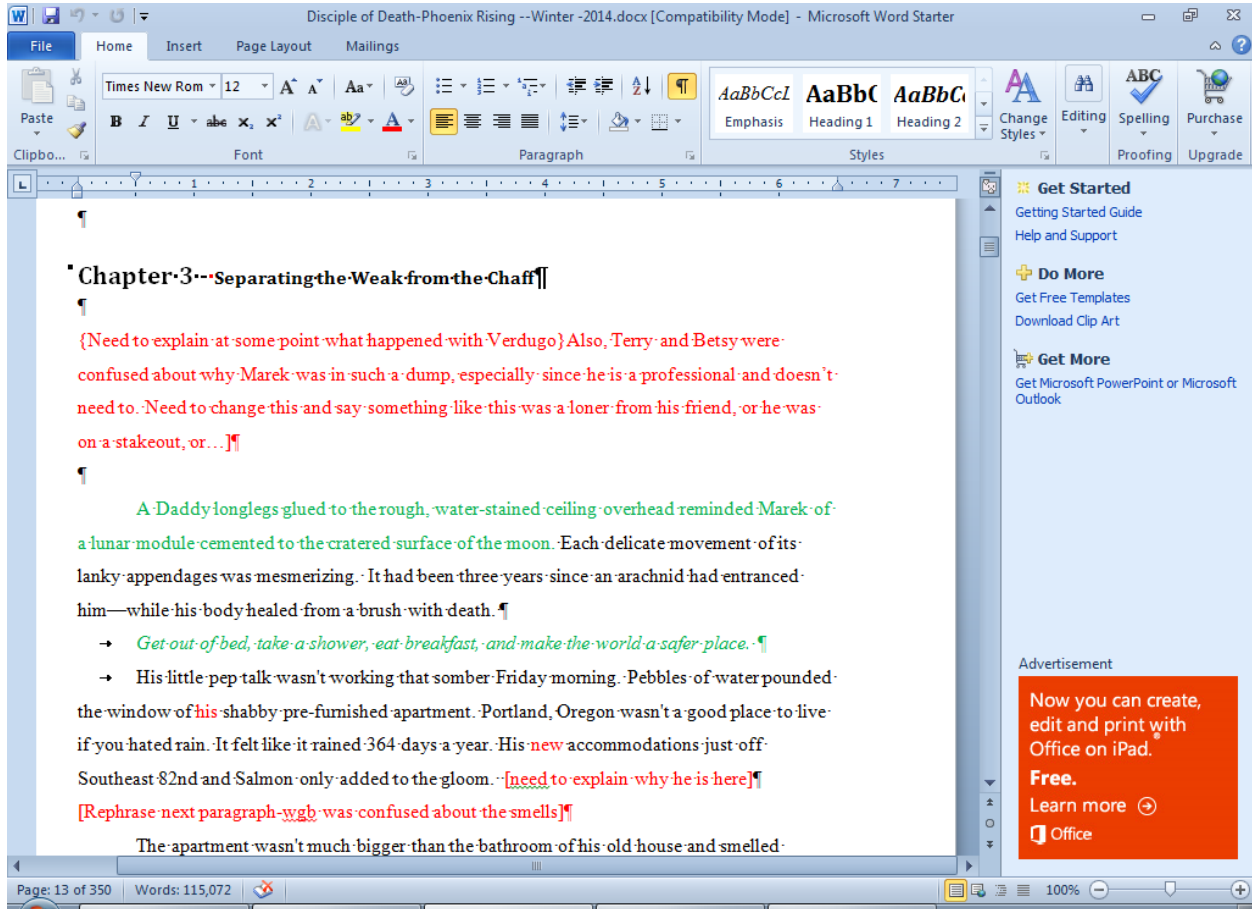 Disciple of Death-Phoenix Rising --Winter -2014.docx [Compatibility Mode] - Microsoft Word Starter
File Home Insert Page Layout Mailings
Paste
Clipbo...
Times New Rom 12
Font
Paragraph
AaBbCcI AaBb( AaBbC
Emphasis Heading 1 Heading 2
Styles
Change Styles
Editing
ABC
Spelling
Proofing
Purchase
Upgrade
1 2 3 4 5 6 7
¶
Chapter·3·-·Separating·the·Weak·from·the·Chaff¶
¶
{Need to explain at some point what happened with Verdugo}Also, Terry and Betsy were
confused about why Marek was in such a dump, especially since he is a professional and doesn't
need to. Need to change this and say something like this was a loner from his friend, or he was
on a stakeout, or…]¶
¶
A Daddy longlegs glued to the rough, water-stained ceiling overhead reminded Marek of
a lunar module cemented to the cratered surface of the moon. Each delicate movement of its
lanky appendages was mesmerizing. It had been three years since an arachnid had entranced
him—while his body healed from a brush with death. ¶
→ Get out of bed, take a shower, eat breakfast, and make the world a safer place. ¶
→ His little pep talk wasn't working that somber Friday morning. Pebbles of water pounded
the window of his shabby pre-furnished apartment. Portland, Oregon wasn't a good place to live
if you hated rain. It felt like it rained 364 days a year. His new accommodations just off
Southeast 82nd and Salmon only added to the gloom. [need to explain why he is here]¶
[Rephrase next paragraph-wgb was confused about the smells]¶
The apartment wasn't much bigger than the bathroom of his old house and smelled
Get Started
Getting Started Guide
Help and Support
Do More
Get Free Templates
Download Clip Art
Get More
Get Microsoft PowerPoint or Microsoft
Outlook
Advertisement
Now you can create,
edit and print with
Office on iPad.
Free.
Learn more
Office
Page: 13 of 350 Words: 115,072
100%